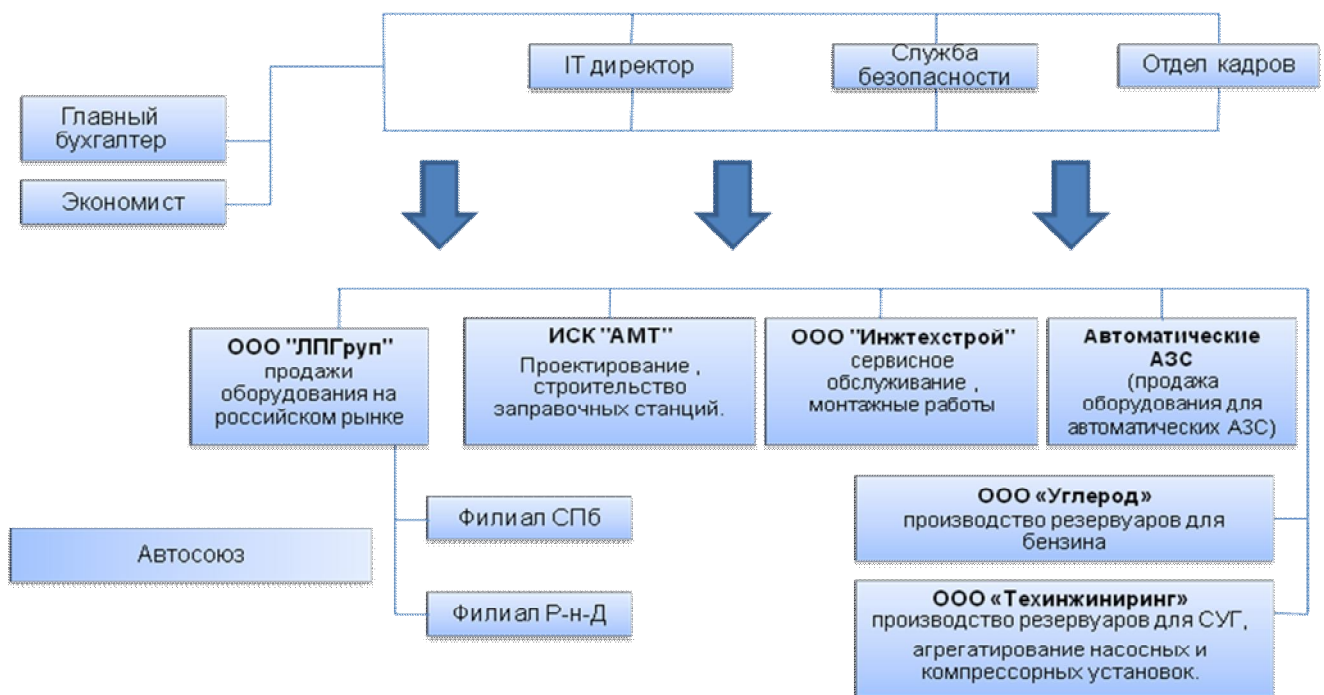 IT директор
Служба
безопасности
Отдел кадров
Главный
бухгалтер
Экономист
ООО "ЛПГруп"
продажи
оборудования на
российском рынке
ИСК "АМТ"
Проектирование ,
строительство
заправочных станций.
ООО "Инжтехстрой"
сервисное
обслуживание ,
монтажные работы
Автоматические
АЗС
(продажа
оборудования для
автоматических АЗС)
Филиал СПб
Филиал Р-н-Д
Автосоюз
ООО «Углерод»
производство резервуаров для
бензина
ООО «Техинжиниринг»
производство резервуаров для СУГ,
агрегатирование насосных и
компрессорных установок.